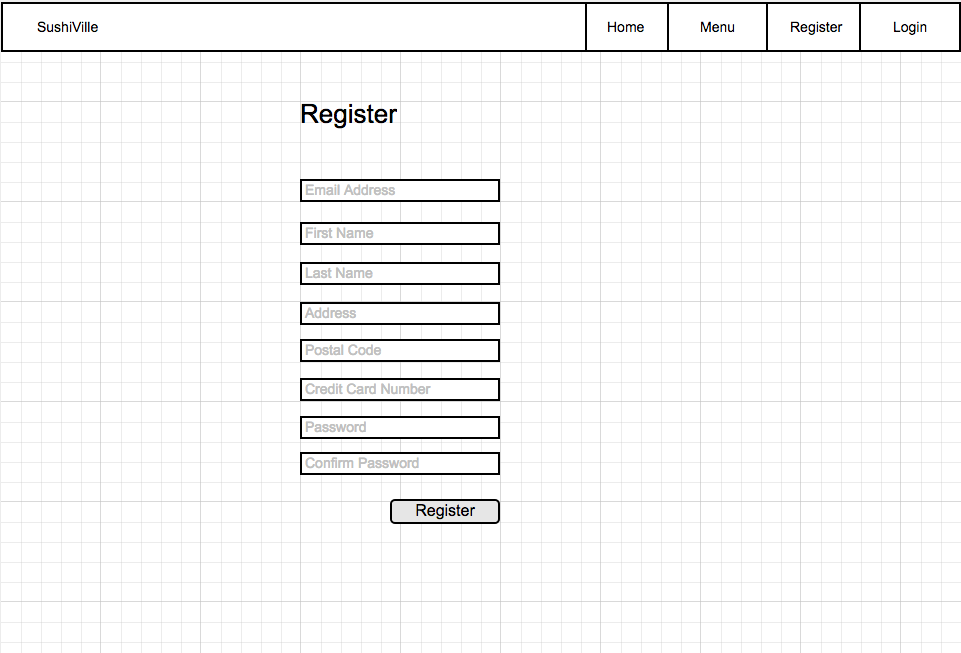 SushiVille Home Menu Register Login
Register
Email Address
First Name
Last Name
Address
Postal Code
Credit Card Number
Password
Confirm Password
Register